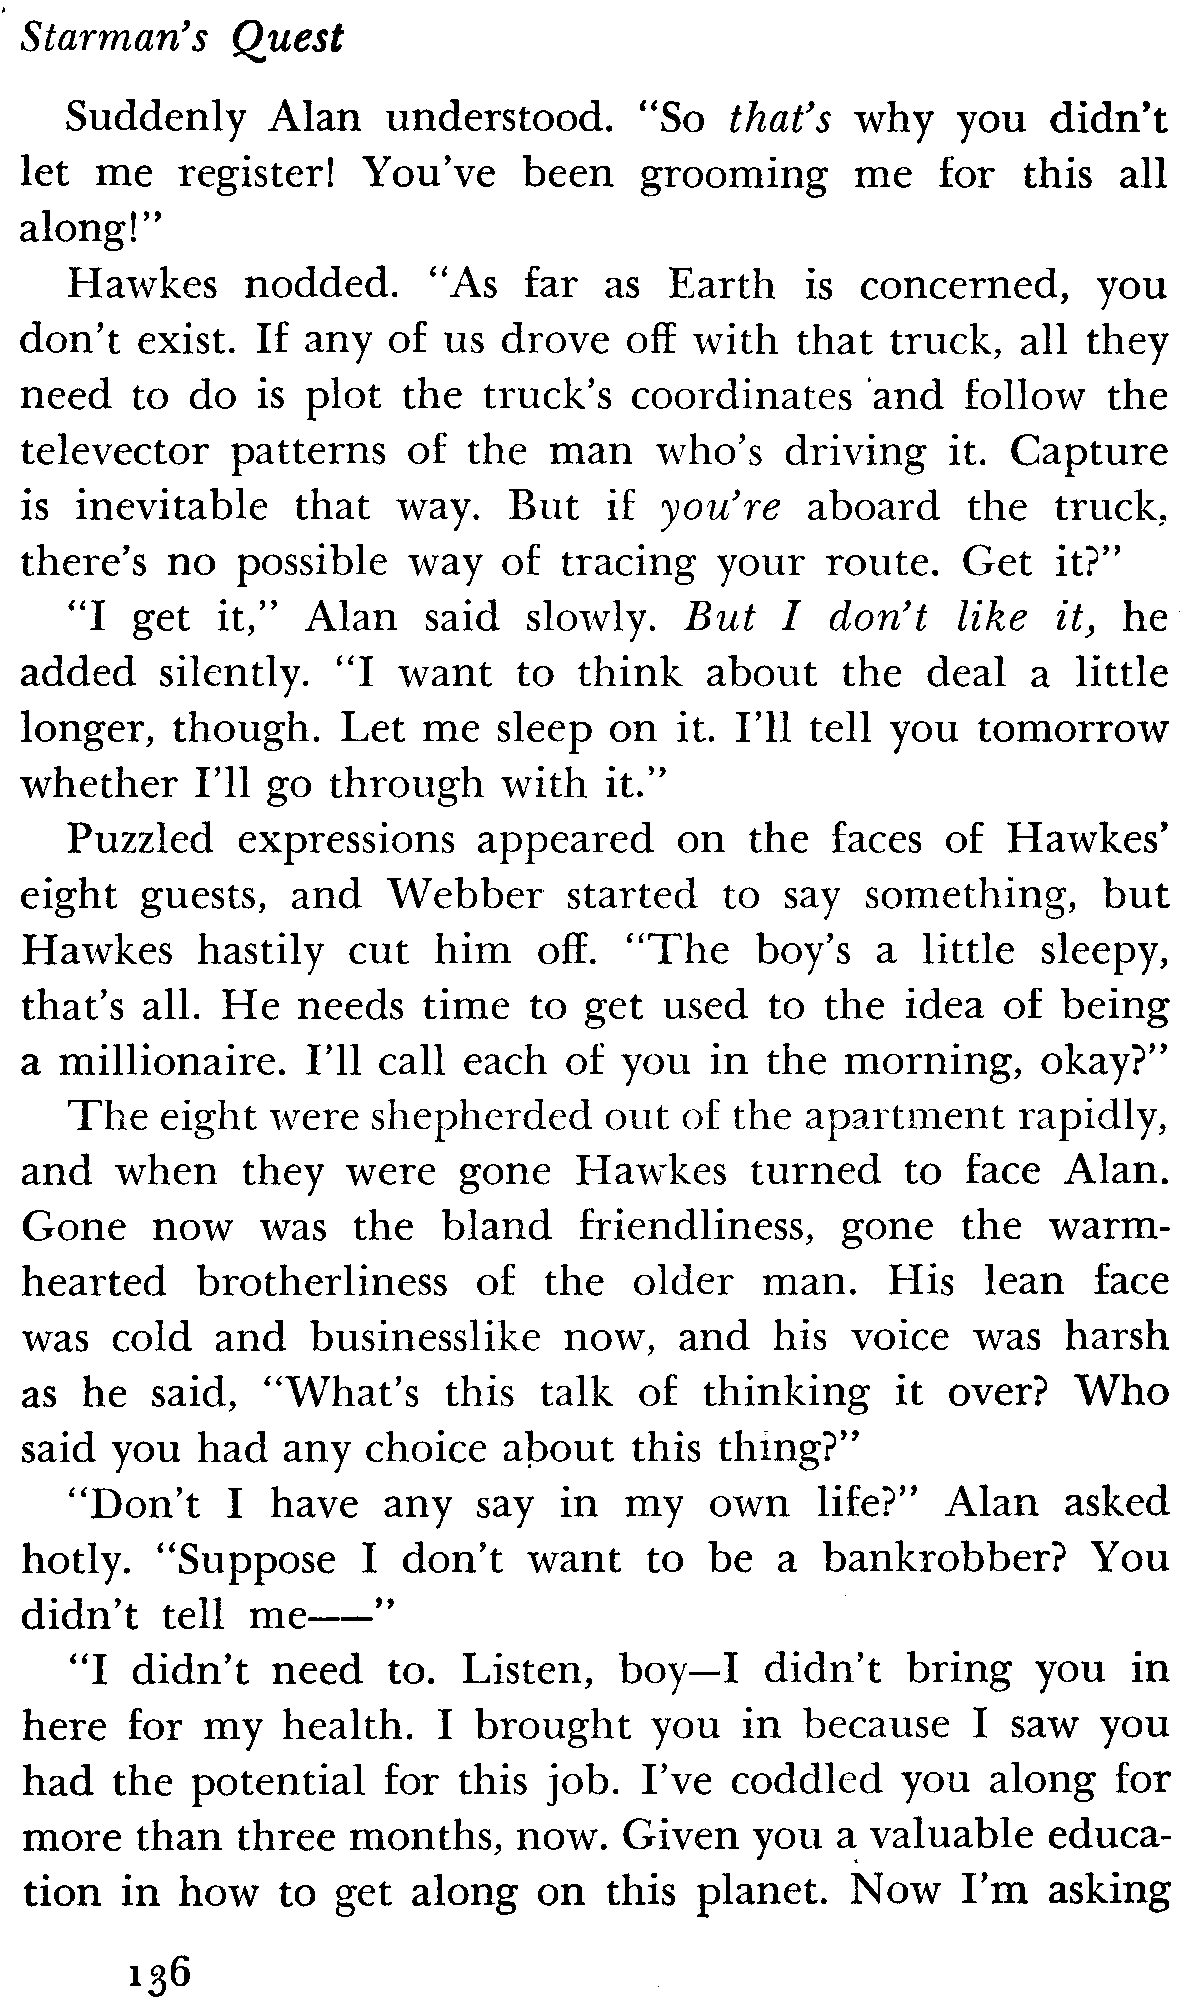 Starman's Quest
Suddenly Alan understood. "So that's why you didn't
let me register! You've been grooming me for this all
along!"
Hawkes nodded. "As far as Earth is concerned, you
don't exist. If any of us drove off with that truck, all they
need to do is plot the truck's coordinates and follow the
televector patterns of the man who's driving it. Capture
is inevitable that way. But if you're aboard the truck,
there's no possible way of tracing your route. Get it?"
"I get it," Alan said slowly. But I don't like it, he
added silently. "I want to think about the deal a little
longer, though. Let me sleep on it. I'll tell you tomorrow
whether I'll go through with it."
Puzzled expressions appeared on the faces of Hawkes'
eight guests, and Webber started to say something, but
Hawkes hastily cut him off. "The boy's a little sleepy,
that's all. He needs time to get used to the idea of being
a millionaire. I'll call each of you in the morning, okay?"
The eight were shepherded out of the apartment rapidly,
and when they were gone Hawkes turned to face Alan.
Gone now was the bland friendliness, gone the warm-
hearted brotherliness of the older man. His lean face
was cold and businesslike now, and his voice was harsh
as he said, "What's this talk of thinking it over? Who
said you had any choice about this thing?"
"Don't I have any say in my own life?" Alan asked
hotly. "Suppose I don't want to be a bankrobber? You
didn't tell me——"
"I didn't need to. Listen, boy—I didn't bring you in
here for my health. I brought you in because I saw you
had the potential for this job. I've coddled you along for
more than three months, now. Given you a valuable educa-
tion in how to get along on this planet. Now I'm asking
136